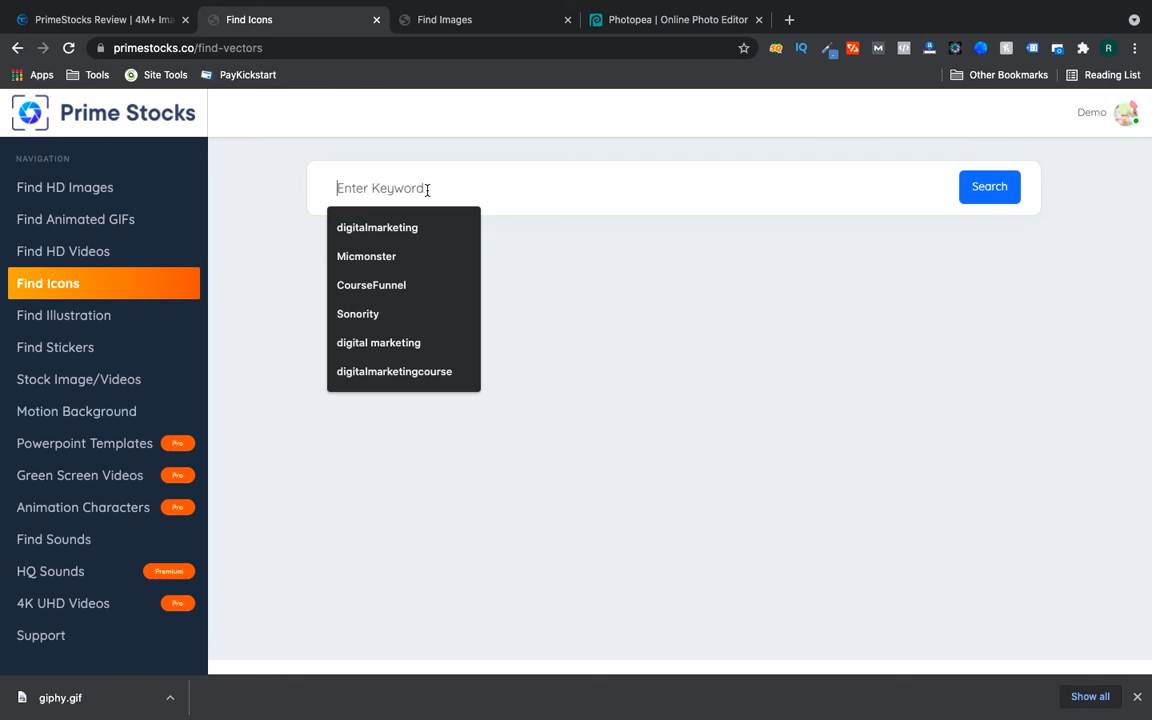 PrimeStocks Review | 4M+ Ima
Find Icons
Find Images
Photopea | Online Photo Editor
primestocks.co/find-vectors
Apps
Tools
Site Tools
PayKickstart
Other Bookmarks
Reading List
Prime Stocks
Demo
NAVIGATION
Find HD Images
Find Animated GIFs
Find HD Videos
Find Icons
Find Illustration
Find Stickers
Stock Image/Videos
Motion Background
Powerpoint Templates Pro
Green Screen Videos Pro
Animation Characters Pro
Find Sounds
HQ Sounds Premium
4K UHD Videos Pro
Support
Enter Keyword
Search
digitalmarketing
Micmonster
CourseFunnel
Sonority
digital marketing
digitalmarketingcourse
giphy.gif
Show all